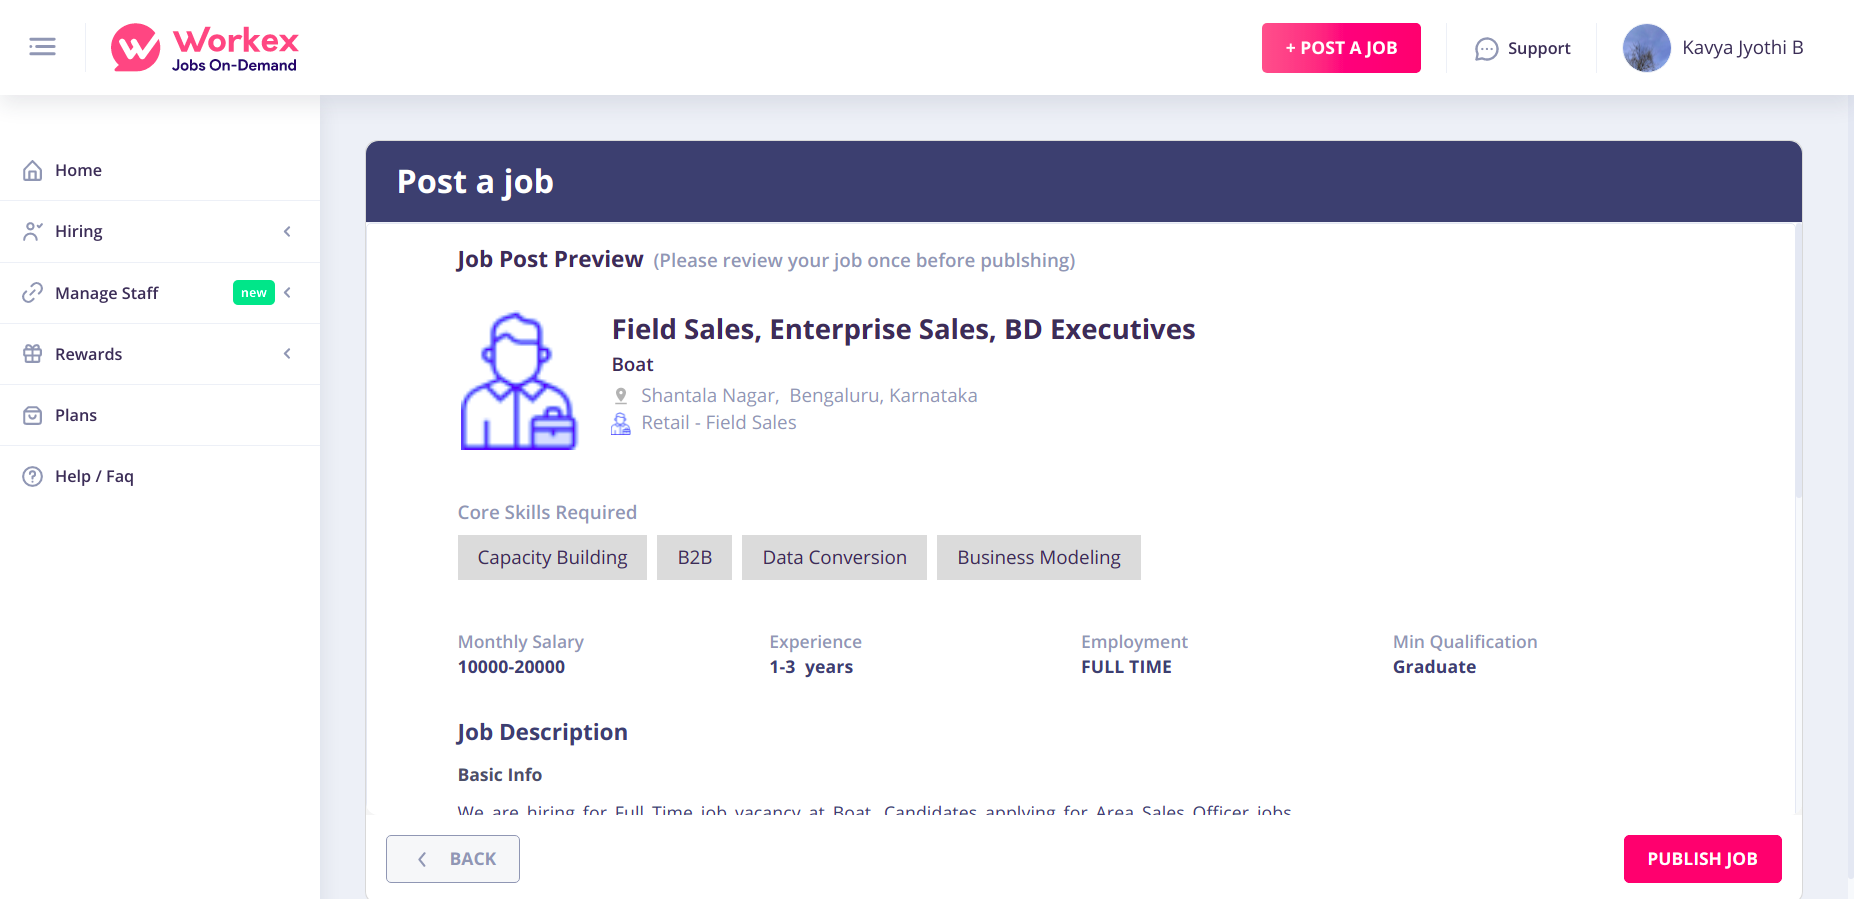 Workex
Jobs On-Demand
+ POST A JOB
Support
Kavya Jyothi B
Home
Hiring
Manage Staff new
Rewards
Plans
Help / Faq
Post a job
Job Post Preview (Please review your job once before publshing)
Field Sales, Enterprise Sales, BD Executives
Boat
Shantala Nagar, Bengaluru, Karnataka
Retail - Field Sales
Core Skills Required
Capacity Building B2B Data Conversion Business Modeling
Monthly Salary Experience Employment Min Qualification
10000-20000 1-3 years FULL TIME Graduate
Job Description
Basic Info
We are hiring for Full Time job vacancy at Boat. Candidates applying for Area Sales Officer jobs
BACK
PUBLISH JOB